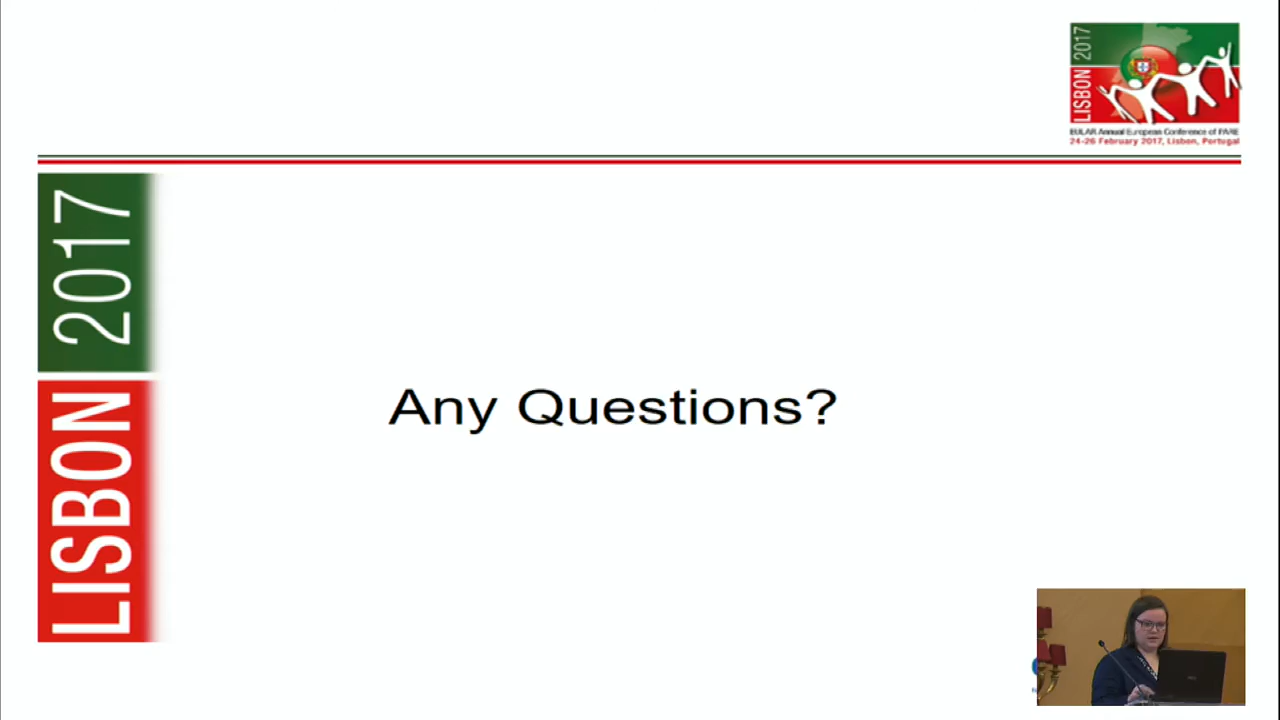 LISBON 2017
EULAR Annual European Conference of PARE
24-26 February 2017, Lisbon, Portugal
LISBON 2017
Any Questions?